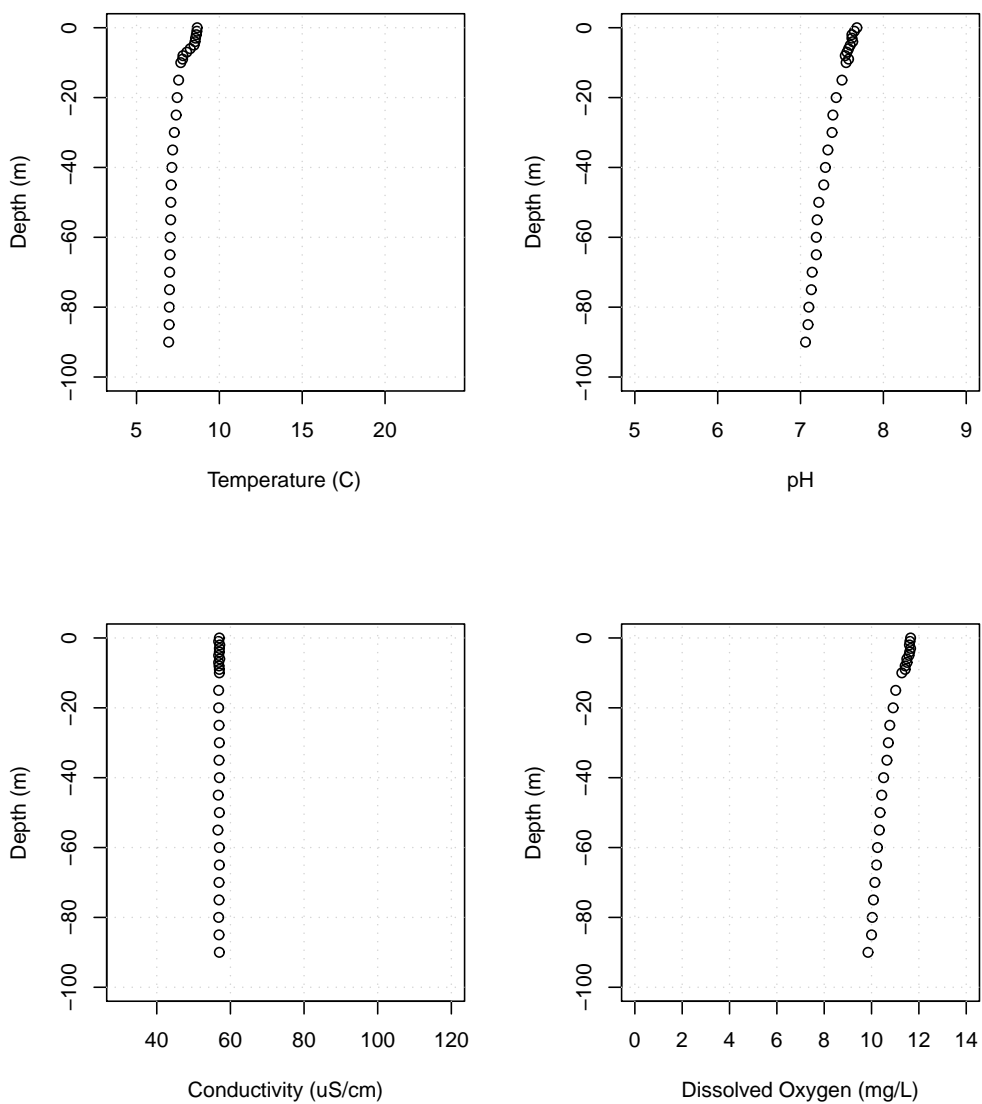 0
−20
−40
−60
−80
−100
Depth (m)
5 10 15 20
Temperature (C)
0
−20
−40
−60
−80
−100
Depth (m)
5 6 7 8 9
pH
0
−20
−40
−60
−80
−100
Depth (m)
40 60 80 100 120
Conductivity (uS/cm)
0
−20
−40
−60
−80
−100
Depth (m)
0 2 4 6 8 10 12 14
Dissolved Oxygen (mg/L)